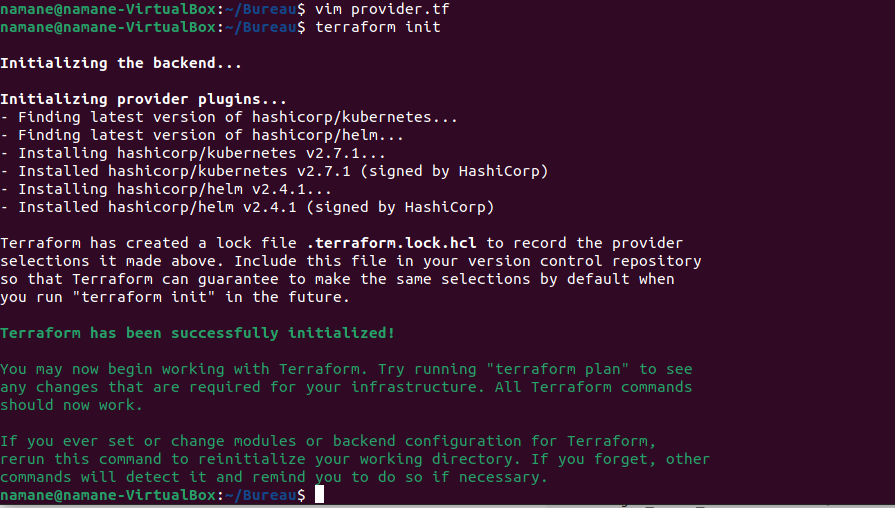 namane@namane-VirtualBox:~/Bureau$ vim provider.tf
namane@namane-VirtualBox:~/Bureau$ terraform init
Initializing the backend...
Initializing provider plugins...
- Finding latest version of hashicorp/kubernetes...
- Finding latest version of hashicorp/helm...
- Installing hashicorp/kubernetes v2.7.1...
- Installed hashicorp/kubernetes v2.7.1 (signed by HashiCorp)
- Installing hashicorp/helm v2.4.1...
- Installed hashicorp/helm v2.4.1 (signed by HashiCorp)
Terraform has created a lock file .terraform.lock.hcl to record the provider
selections it made above. Include this file in your version control repository
so that Terraform can guarantee to make the same selections by default when
you run "terraform init" in the future.
Terraform has been successfully initialized!
You may now begin working with Terraform. Try running "terraform plan" to see
any changes that are required for your infrastructure. All Terraform commands
should now work.
If you ever set or change modules or backend configuration for Terraform,
rerun this command to reinitialize your working directory. If you forget, other
commands will detect it and remind you to do so if necessary.
namane@namane-VirtualBox:~/Bureau$